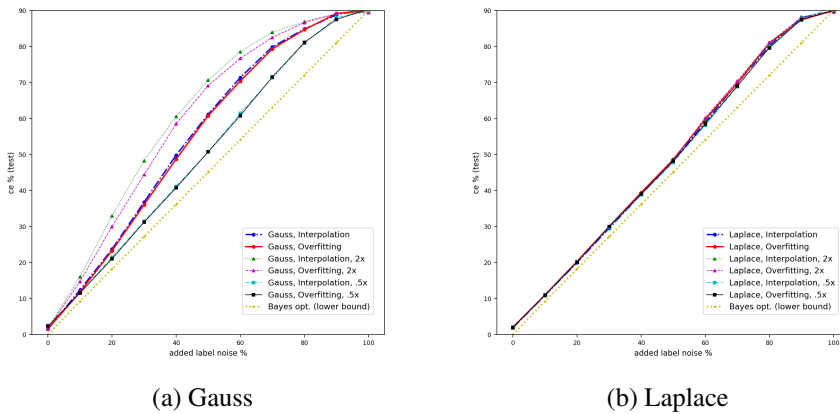 90
80
70
60
50
40
30
20
10
0
ce % (test)
0 20 40 60 80 100
added label noise %
Gauss, Interpolation
Gauss, Overfitting
Gauss, Interpolation, 2x
Gauss, Overfitting, 2x
Gauss, Interpolation, .5x
Gauss, Overfitting, .5x
Bayes opt. (lower bound)
(a) Gauss
90
80
70
60
50
40
30
20
10
0
ce % (test)
0 20 40 60 80 100
added label noise %
Laplace, Interpolation
Laplace, Overfitting
Laplace, Interpolation, 2x
Laplace, Overfitting, 2x
Laplace, Interpolation, .5x
Laplace, Overfitting, .5x
Bayes opt. (lower bound)
(b) Laplace